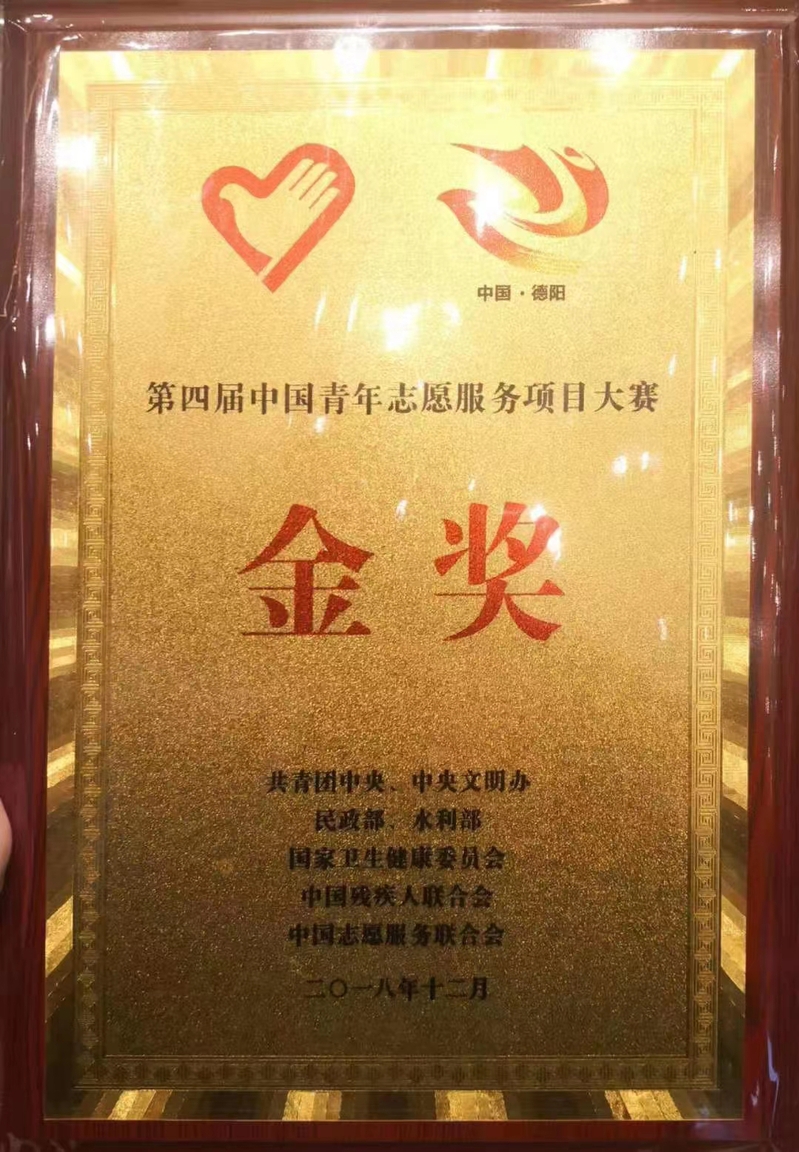 中国·德阳
第四届中国青年志愿服务项目大赛
金奖
共青团中央、中央文明办
民政部、水利部
国家卫生健康委员会
中国残疾人联合会
中国志愿服务联合会
二〇一八年十二月